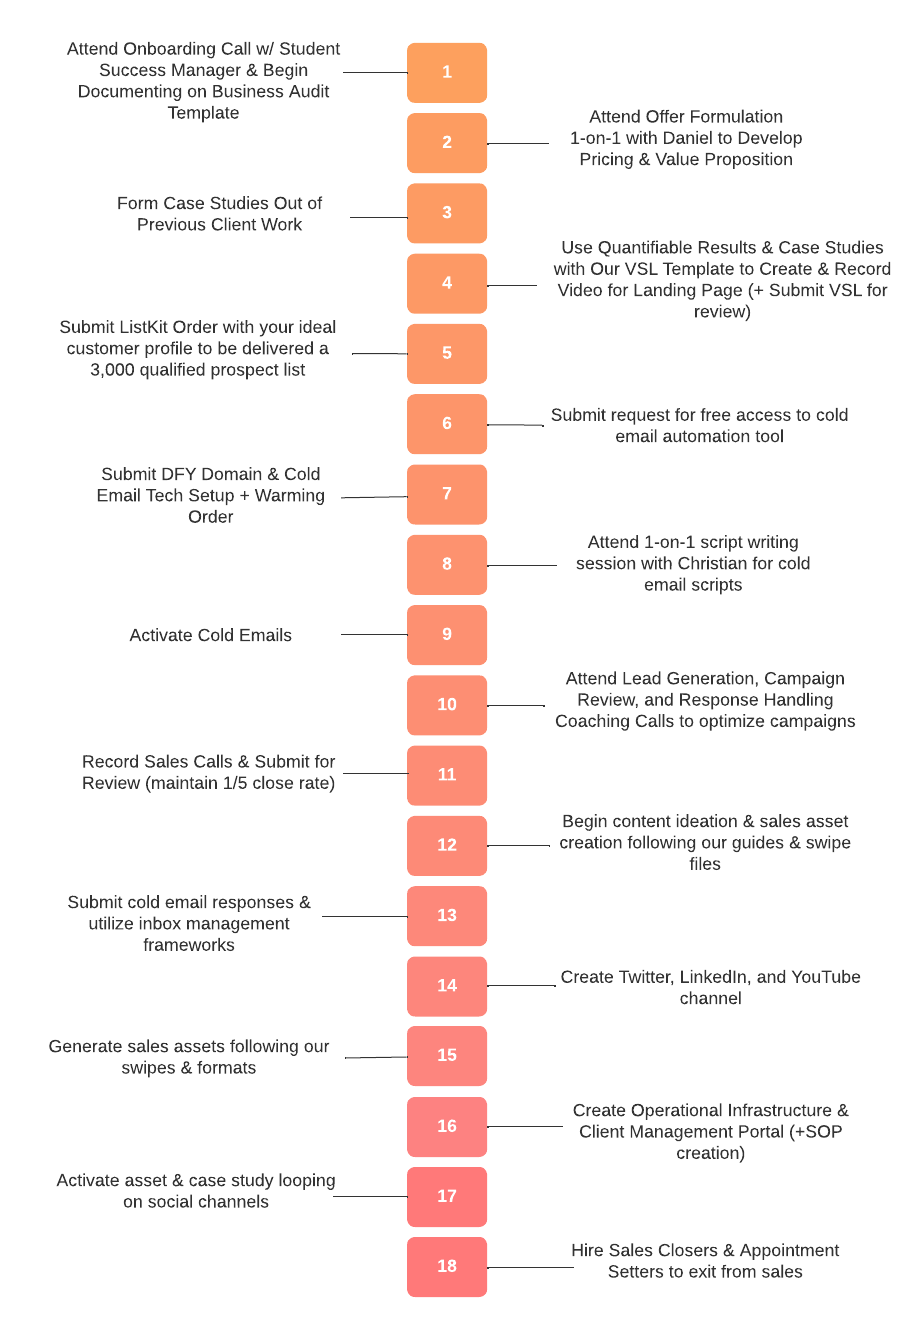 Attend Onboarding Call w/ Student
Success Manager & Begin
Documenting on Business Audit
Template
1
2
Attend Offer Formulation
1-on-1 with Daniel to Develop
Pricing & Value Proposition
Form Case Studies Out of
Previous Client Work
3
4
Use Quantifiable Results & Case Studies
with Our VSL Template to Create & Record
Video for Landing Page (+ Submit VSL for
review)
Submit ListKit Order with your ideal
customer profile to be delivered a
3,000 qualified prospect list
5
6
Submit request for free access to cold
email automation tool
Submit DFY Domain & Cold
Email Tech Setup + Warming
Order
7
8
Attend 1-on-1 script writing
session with Christian for cold
email scripts
Activate Cold Emails
9
10
Attend Lead Generation, Campaign
Review, and Response Handling
Coaching Calls to optimize campaigns
Record Sales Calls & Submit for
Review (maintain 1/5 close rate)
11
12
Begin content ideation & sales asset
creation following our guides & swipe
files
Submit cold email responses &
utilize inbox management
frameworks
13
14
Create Twitter, LinkedIn, and YouTube
channel
Generate sales assets following our
swipes & formats
15
16
Create Operational Infrastructure &
Client Management Portal (+SOP
creation)
Activate asset & case study looping
on social channels
17
18
Hire Sales Closers & Appointment
Setters to exit from sales